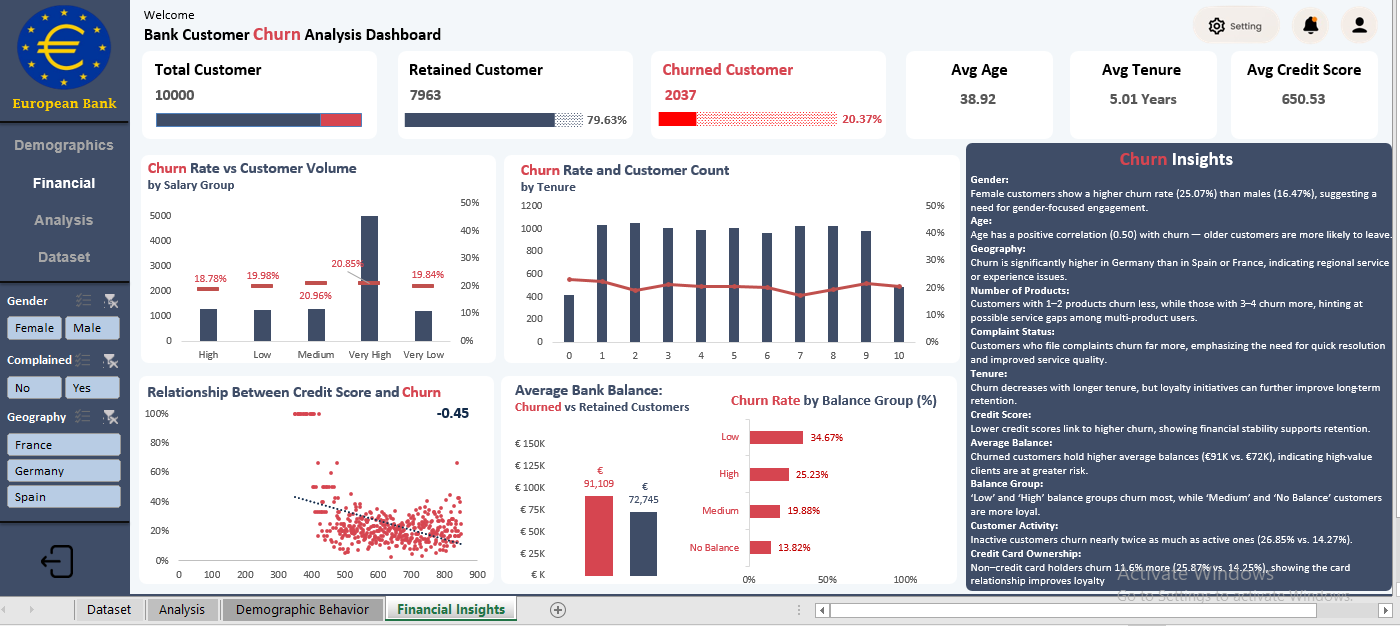 European Bank
Demographics
Financial
Analysis
Dataset
Gender
Female
Male
Complained
No
Yes
Geography
France
Germany
Spain
Welcome
Bank Customer Churn Analysis Dashboard
Setting
Total Customer
10000
Retained Customer
7963
79.63%
Churned Customer
2037
20.37%
Avg Age
38.92
Avg Tenure
5.01 Years
Avg Credit Score
650.53
Churn Rate vs Customer Volume
by Salary Group
5000
4000
3000
2000
1000
0
50%
40%
30%
20%
10%
0%
18.78%
19.98%
20.96%
20.85%
19.84%
High
Low
Medium
Very High
Very Low
Churn Rate and Customer Count
by Tenure
1200
1000
800
600
400
200
0
50%
40%
30%
20%
10%
0%
0 1 2 3 4 5 6 7 8 9 10
Relationship Between Credit Score and Churn
-0.45
100%
80%
60%
40%
20%
0%
0 100 200 300 400 500 600 700 800 900
Average Bank Balance:
Churned vs Retained Customers
€ 150K
€ 125K
€ 100K
€ 75K
€ 50K
€ 25K
€ K
€
91,109
€
72,745
Churn Rate by Balance Group (%)
Low
34.67%
High
25.23%
Medium
19.88%
No Balance
13.82%
0% 50% 100%
Churn Insights
Gender:
Female customers show a higher churn rate (25.07%) than males (16.47%), suggesting a
need for gender-focused engagement.
Age:
Age has a positive correlation (0.50) with churn — older customers are more likely to leave.
Geography:
Churn is significantly higher in Germany than in Spain or France, indicating regional service
or experience issues.
Number of Products:
Customers with 1–2 products churn less, while those with 3–4 churn more, hinting at
possible service gaps among multi-product users.
Complaint Status:
Customers who file complaints churn far more, emphasizing the need for quick resolution
and improved service quality.
Tenure:
Churn decreases with longer tenure, but loyalty initiatives can further improve long-term
retention.
Credit Score:
Lower credit scores link to higher churn, showing financial stability supports retention.
Average Balance:
Churned customers hold higher average balances (€91K vs. €72K), indicating high-value
clients are at greater risk.
Balance Group:
‘Low’ and ‘High’ balance groups churn most, while ‘Medium’ and ‘No Balance’ customers
are more loyal.
Customer Activity:
Inactive customers churn nearly twice as much as active ones (26.85% vs. 14.27%).
Credit Card Ownership:
Non–credit card holders churn 11.6% more (25.87% vs. 14.25%), showing the card
relationship improves loyalty
Activate Windows
Go to Settings to activate Windows.
Dataset
Analysis
Demographic Behavior
Financial Insights